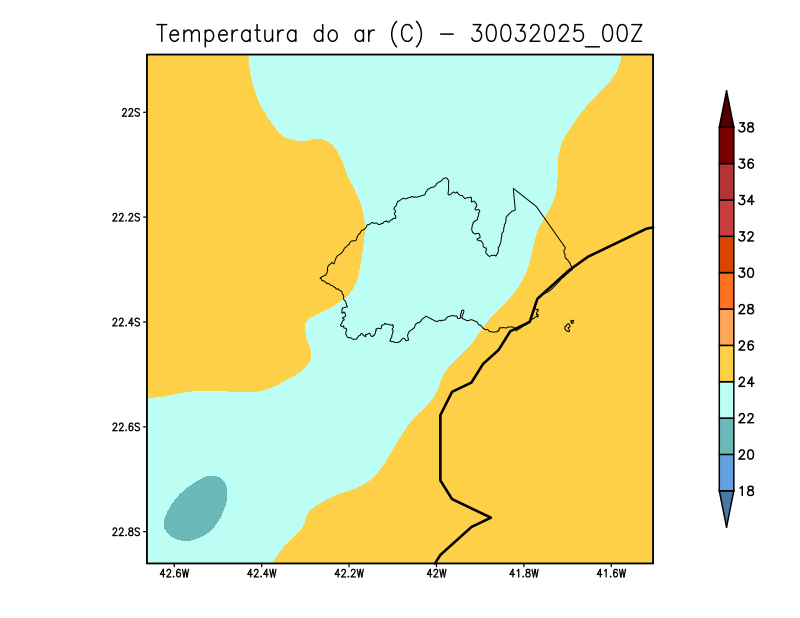 Temperatura do ar (C) – 30032025_00Z
22S
22.2S
22.4S
22.6S
22.8S
42.6W
42.4W
42.2W
42W
41.8W
41.6W
38
36
34
32
30
28
26
24
22
20
18